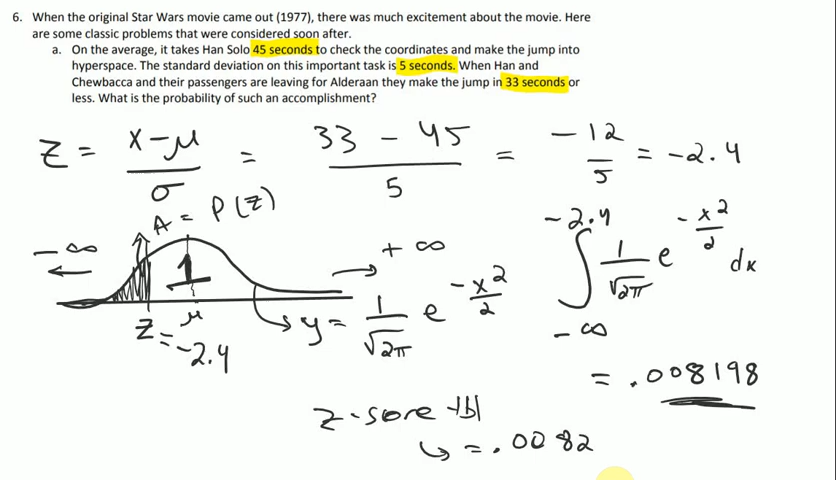 6. When the original Star Wars movie came out (1977), there was much excitement about the movie. Here
are some classic problems that were considered soon after.
a. On the average, it takes Han Solo 45 seconds to check the coordinates and make the jump into
hyperspace. The standard deviation on this important task is 5 seconds. When Han and
Chewbacca and their passengers are leaving for Alderaan they make the jump in 33 seconds or
less. What is the probability of such an accomplishment?
z = x-μ / σ = 33 - 45 / 5 = -12 / 5 = -2.4
A = P(z)
-∞ 1 +∞
μ
z = -2.4
y = 1/√2π e^-x²/2
∫ -∞ -2.4 1/√2π e^-x²/2 dx
= .008198
z-sore tbl
↳ = .0082